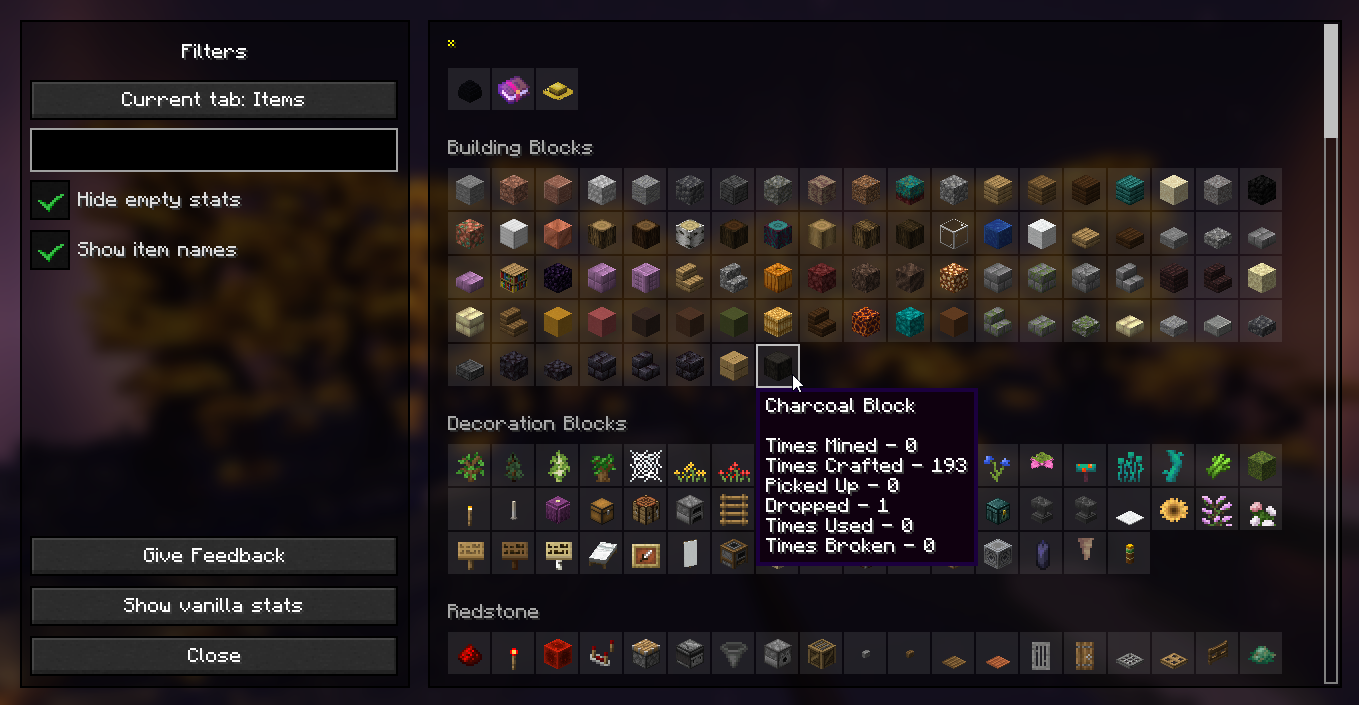 Filters
Current tab: Items
Hide empty stats
Show item names
Give Feedback
Show vanilla stats
Close
*
Building Blocks
Decoration Blocks
Redstone
Charcoal Block
Times Mined - 0
Times Crafted - 193
Picked Up - 0
Dropped - 1
Times Used - 0
Times Broken - 0